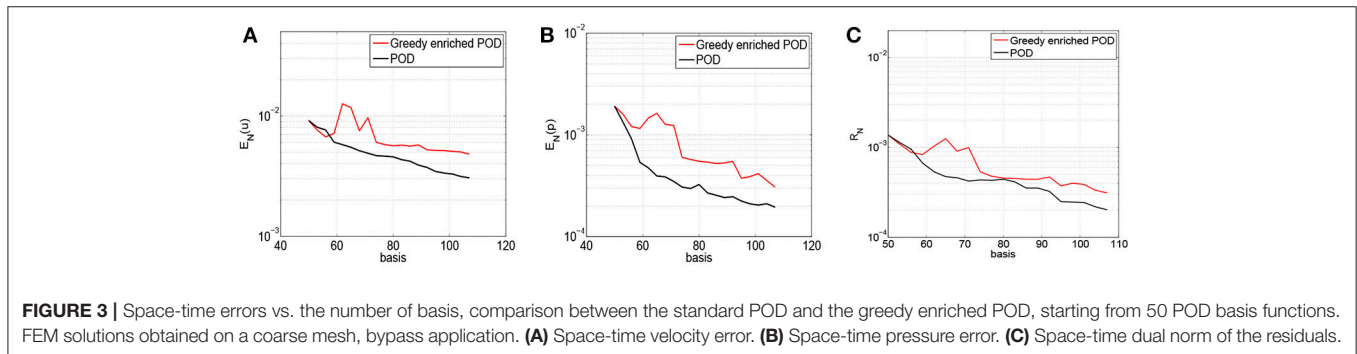 A
Greedy enriched POD
POD
10^-2
10^-3
E_N(u)
40 60 80 100 120
basis
B
Greedy enriched POD
POD
10^-2
10^-3
10^-4
E_N(p)
40 60 80 100 120
basis
C
Greedy enriched POD
POD
10^-2
10^-3
10^-4
R_N
50 60 70 80 90 100 110
basis
FIGURE 3 | Space-time errors vs. the number of basis, comparison between the standard POD and the greedy enriched POD, starting from 50 POD basis functions.
FEM solutions obtained on a coarse mesh, bypass application. (A) Space-time velocity error. (B) Space-time pressure error. (C) Space-time dual norm of the residuals.